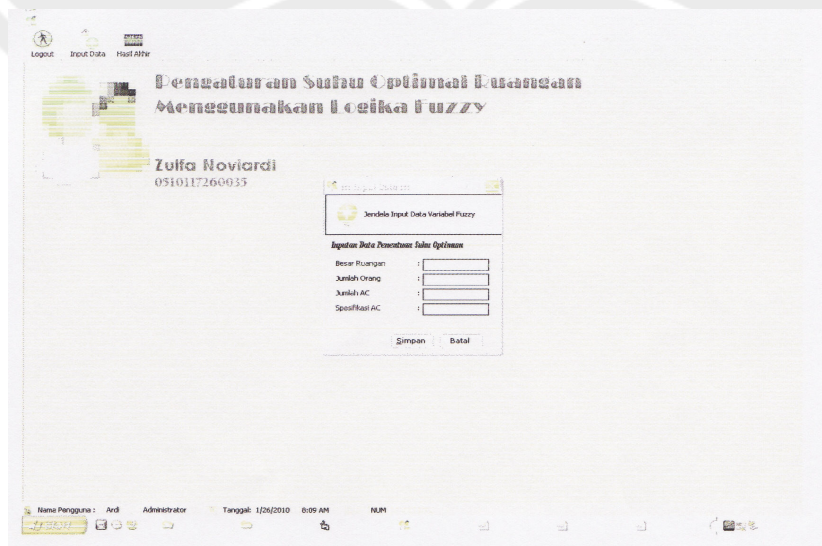 Logout Input Data Hasil Akhir
Pengaturan Suhu Optimal Ruangan
Menggunakan Logika Fuzzy
Zulfa Noviardi
0510117260035
Jendela Input Data Variabel Fuzzy
Inputan Data Penentuan Suhu Optimum
Besar Ruangan :
Jumlah Orang :
Jumlah AC :
Spesifikasi AC :
Simpan Batal
Nama Pengguna : Ardi Administrator Tanggal: 1/26/2010 8:09 AM NUM